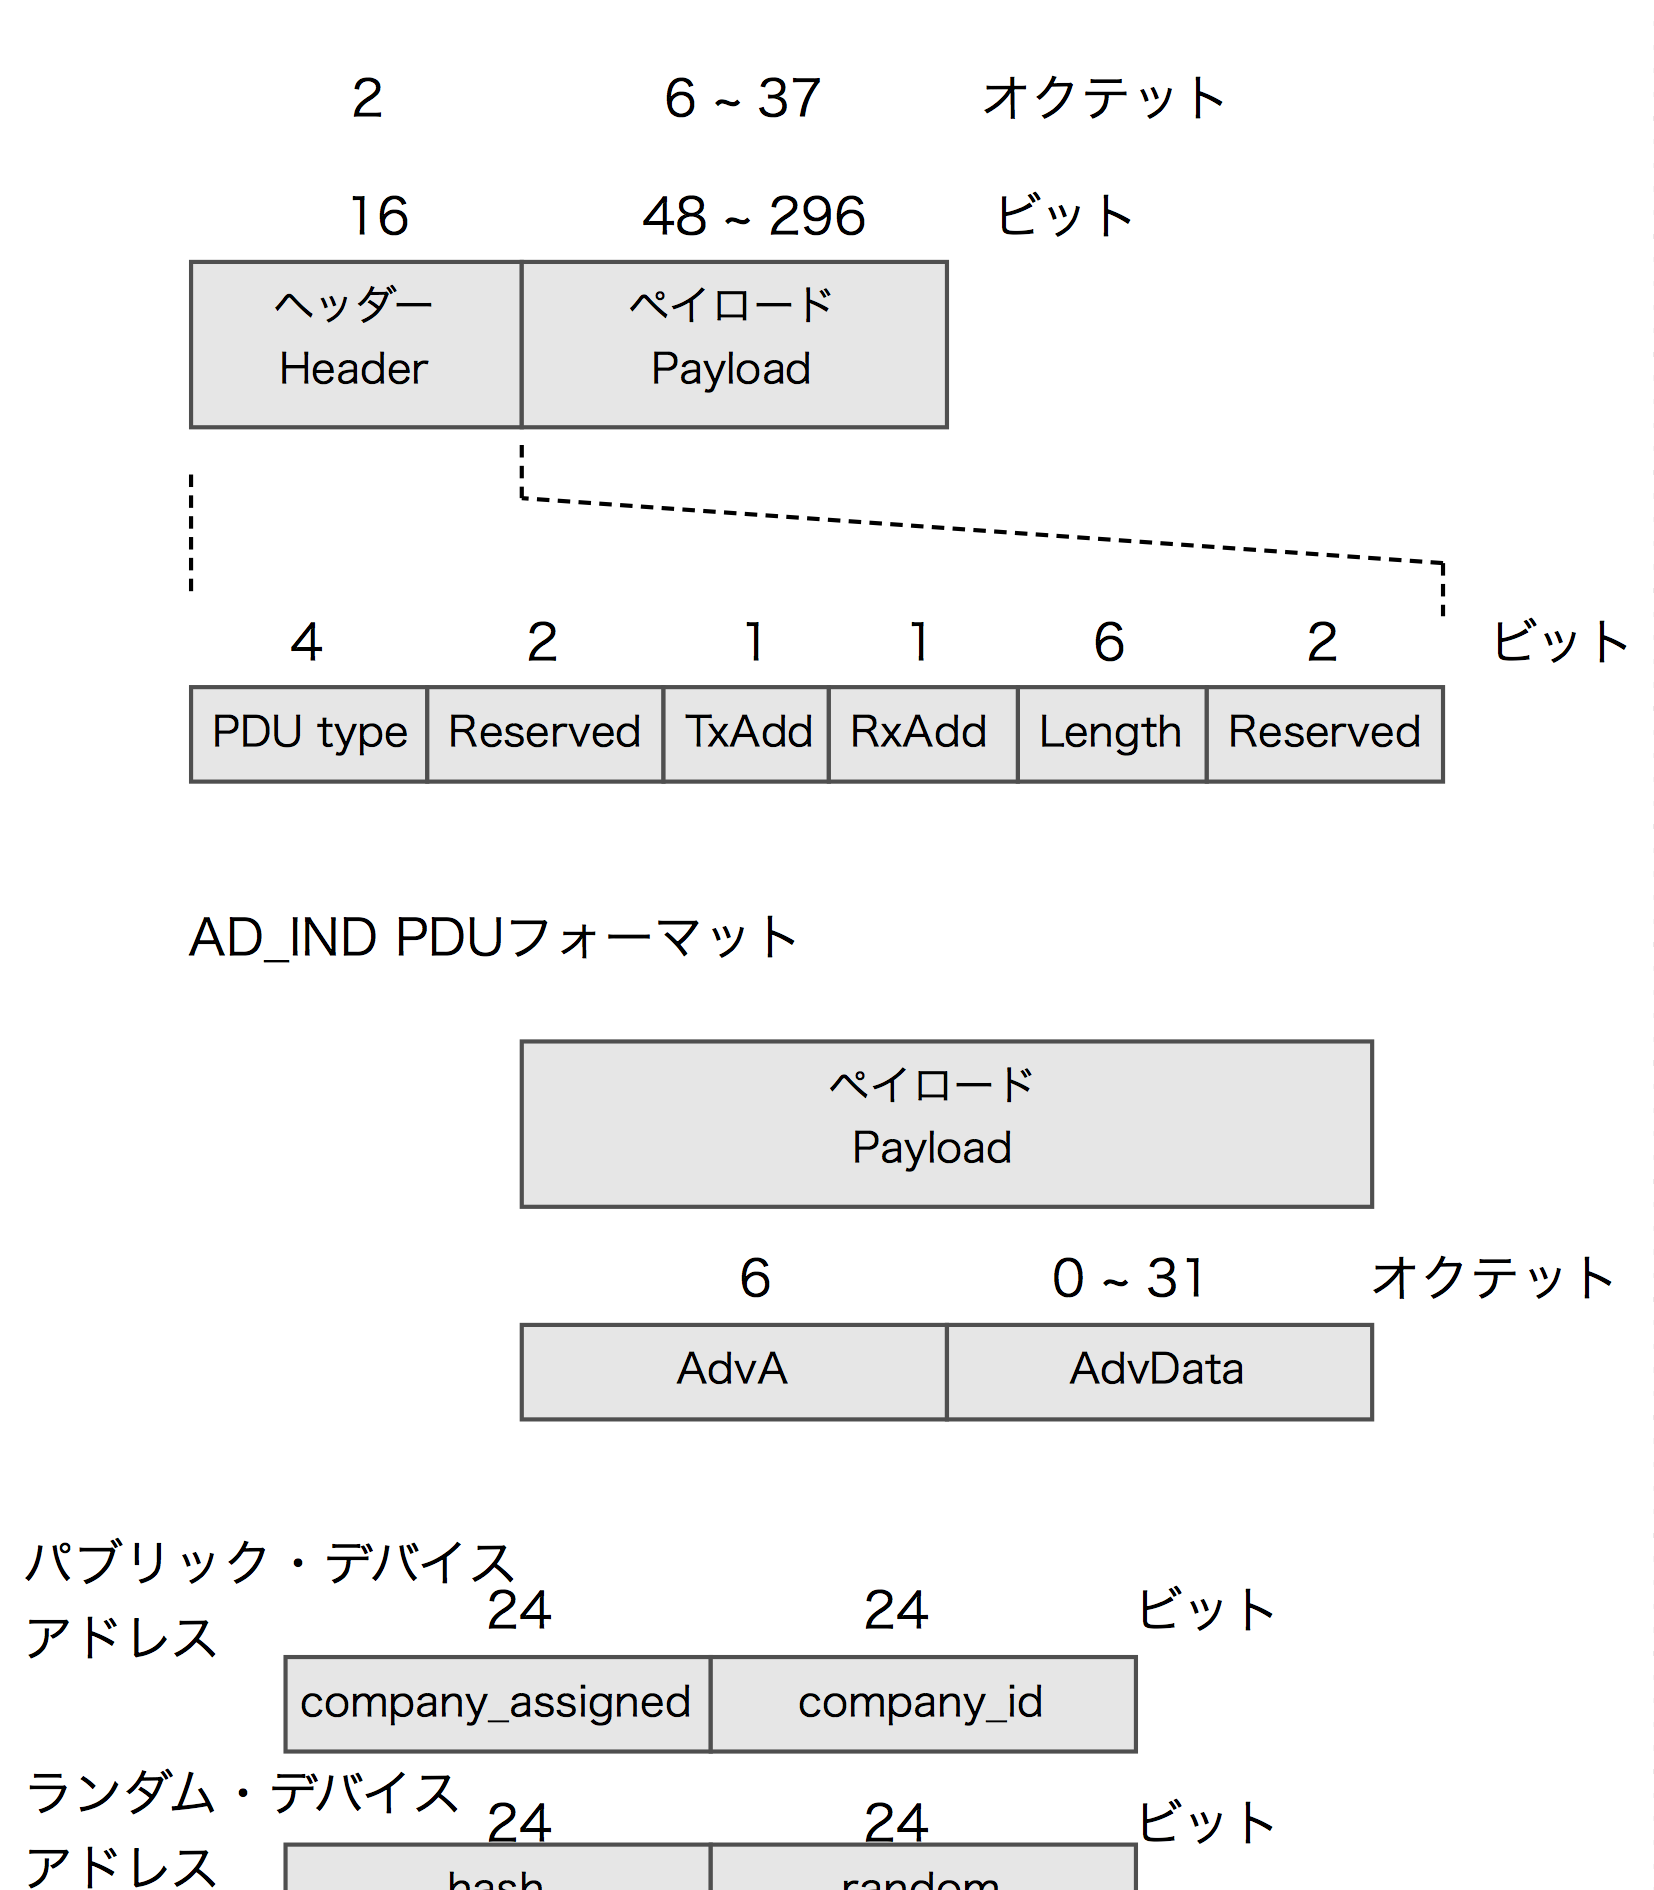 2 6 ~ 37 オクテット
16 48 ~ 296 ビット
ヘッダー ペイロード
Header Payload
4 2 1 1 6 2 ビット
PDU type Reserved TxAdd RxAdd Length Reserved
AD_IND PDUフォーマット
ペイロード
Payload
6 0 ~ 31 オクテット
AdvA AdvData
パブリック・デバイス
アドレス
24 24 ビット
company_assigned company_id
ランダム・デバイス
アドレス
24 24 ビット
hash random